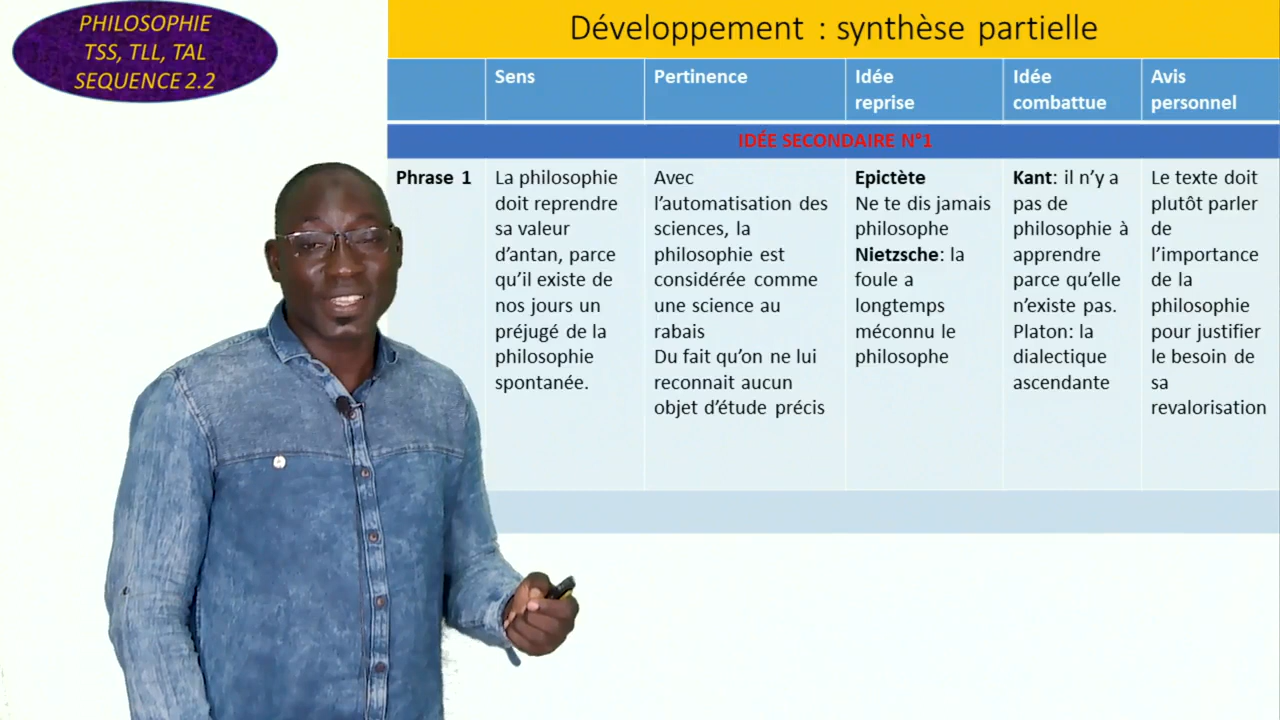 PHILOSOPHIE
TSS, TLL, TAL
SEQUENCE 2.2
Développement : synthèse partielle
Sens
Pertinence
Idée
reprise
Idée
combattue
Avis
personnel
IDÉE SECONDAIRE N°1
Phrase 1
La philosophie
doit reprendre
sa valeur
d'antan, parce
qu'il existe de
nos jours un
préjugé de la
philosophie
spontanée.
Avec
l'automatisation des
sciences, la
philosophie est
considérée comme
une science au
rabais
Du fait qu'on ne lui
reconnait aucun
objet d'étude précis
Epictète
Ne te dis jamais
philosophe
Nietzsche: la
foule a
longtemps
méconnu le
philosophe
Kant: il n'y a
pas de
philosophie à
apprendre
parce qu'elle
n'existe pas.
Platon: la
dialectique
ascendante
Le texte doit
plutôt parler
de
l'importance
de la
philosophie
pour justifier
le besoin de
sa
revalorisation